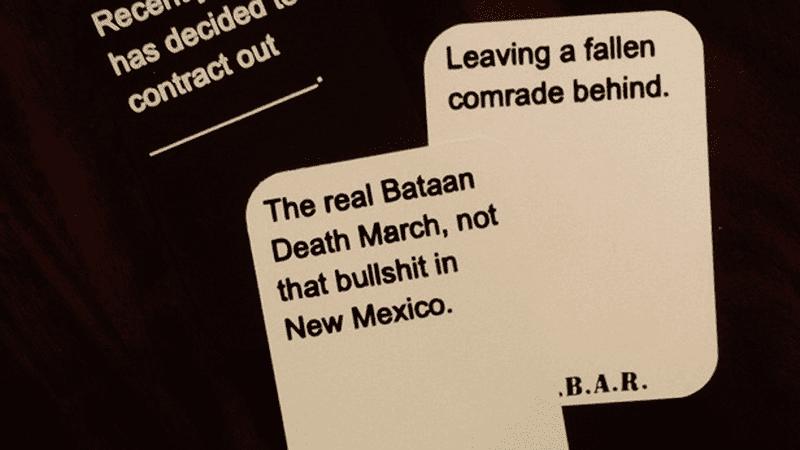 has decided to
contract out
.
Leaving a fallen
comrade behind.
.B.A.R.
The real Bataan
Death March, not
that bullshit in
New Mexico.